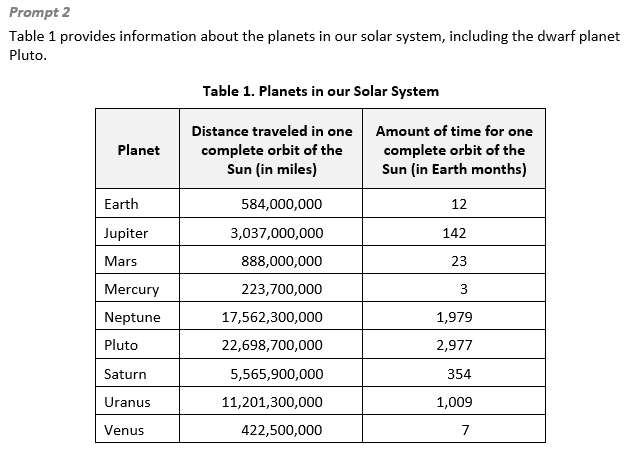 Prompt 2
Table 1 provides information about the planets in our solar system, including the dwarf planet
Pluto.
Table 1. Planets in our Solar System
Planet
Distance traveled in one
complete orbit of the
Sun (in miles)
Amount of time for one
complete orbit of the
Sun (in Earth months)
Earth 584,000,000 12
Jupiter 3,037,000,000 142
Mars 888,000,000 23
Mercury 223,700,000 3
Neptune 17,562,300,000 1,979
Pluto 22,698,700,000 2,977
Saturn 5,565,900,000 354
Uranus 11,201,300,000 1,009
Venus 422,500,000 7